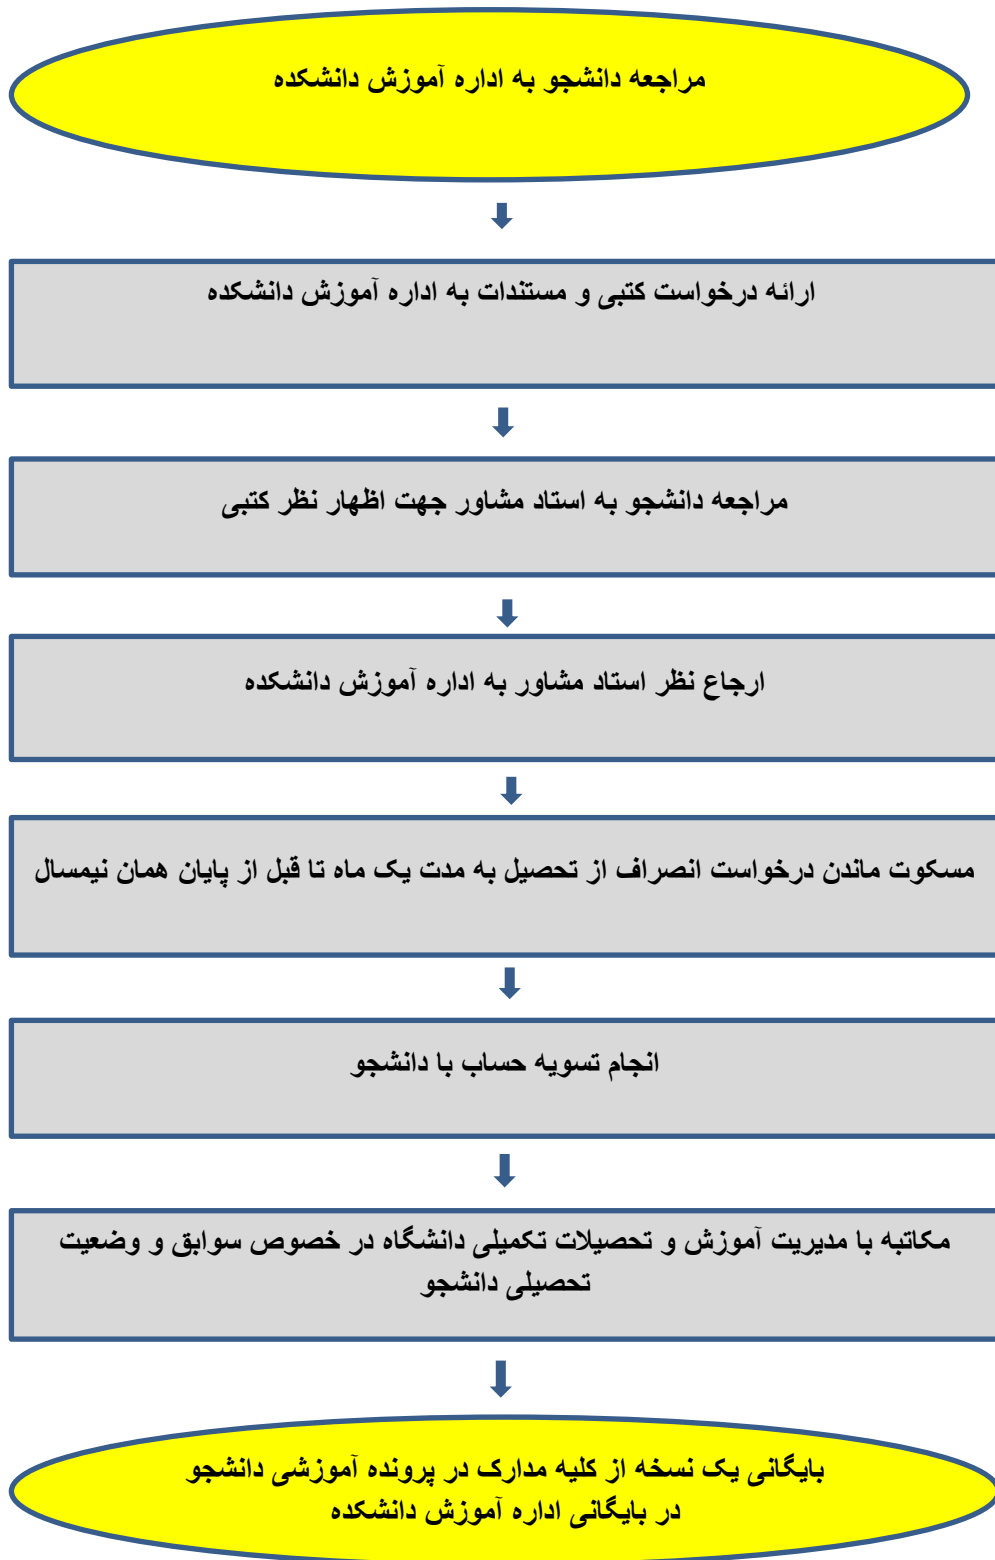 مراجعه دانشجو به اداره آموزش دانشکده
ارائه درخواست کتبی و مستندات به اداره آموزش دانشکده
مراجعه دانشجو به استاد مشاور جهت اظهار نظر کتبی
ارجاع نظر استاد مشاور به اداره آموزش دانشکده
مسکوت ماندن درخواست انصراف از تحصیل به مدت یک ماه تا قبل از پایان همان نیمسال
انجام تسویه حساب با دانشجو
مکاتبه با مدیریت آموزش و تحصیلات تکمیلی دانشگاه در خصوص سوابق و وضعیت
تحصیلی دانشجو
بایگانی یک نسخه از کلیه مدارک در پرونده آموزشی دانشجو
در بایگانی اداره آموزش دانشکده